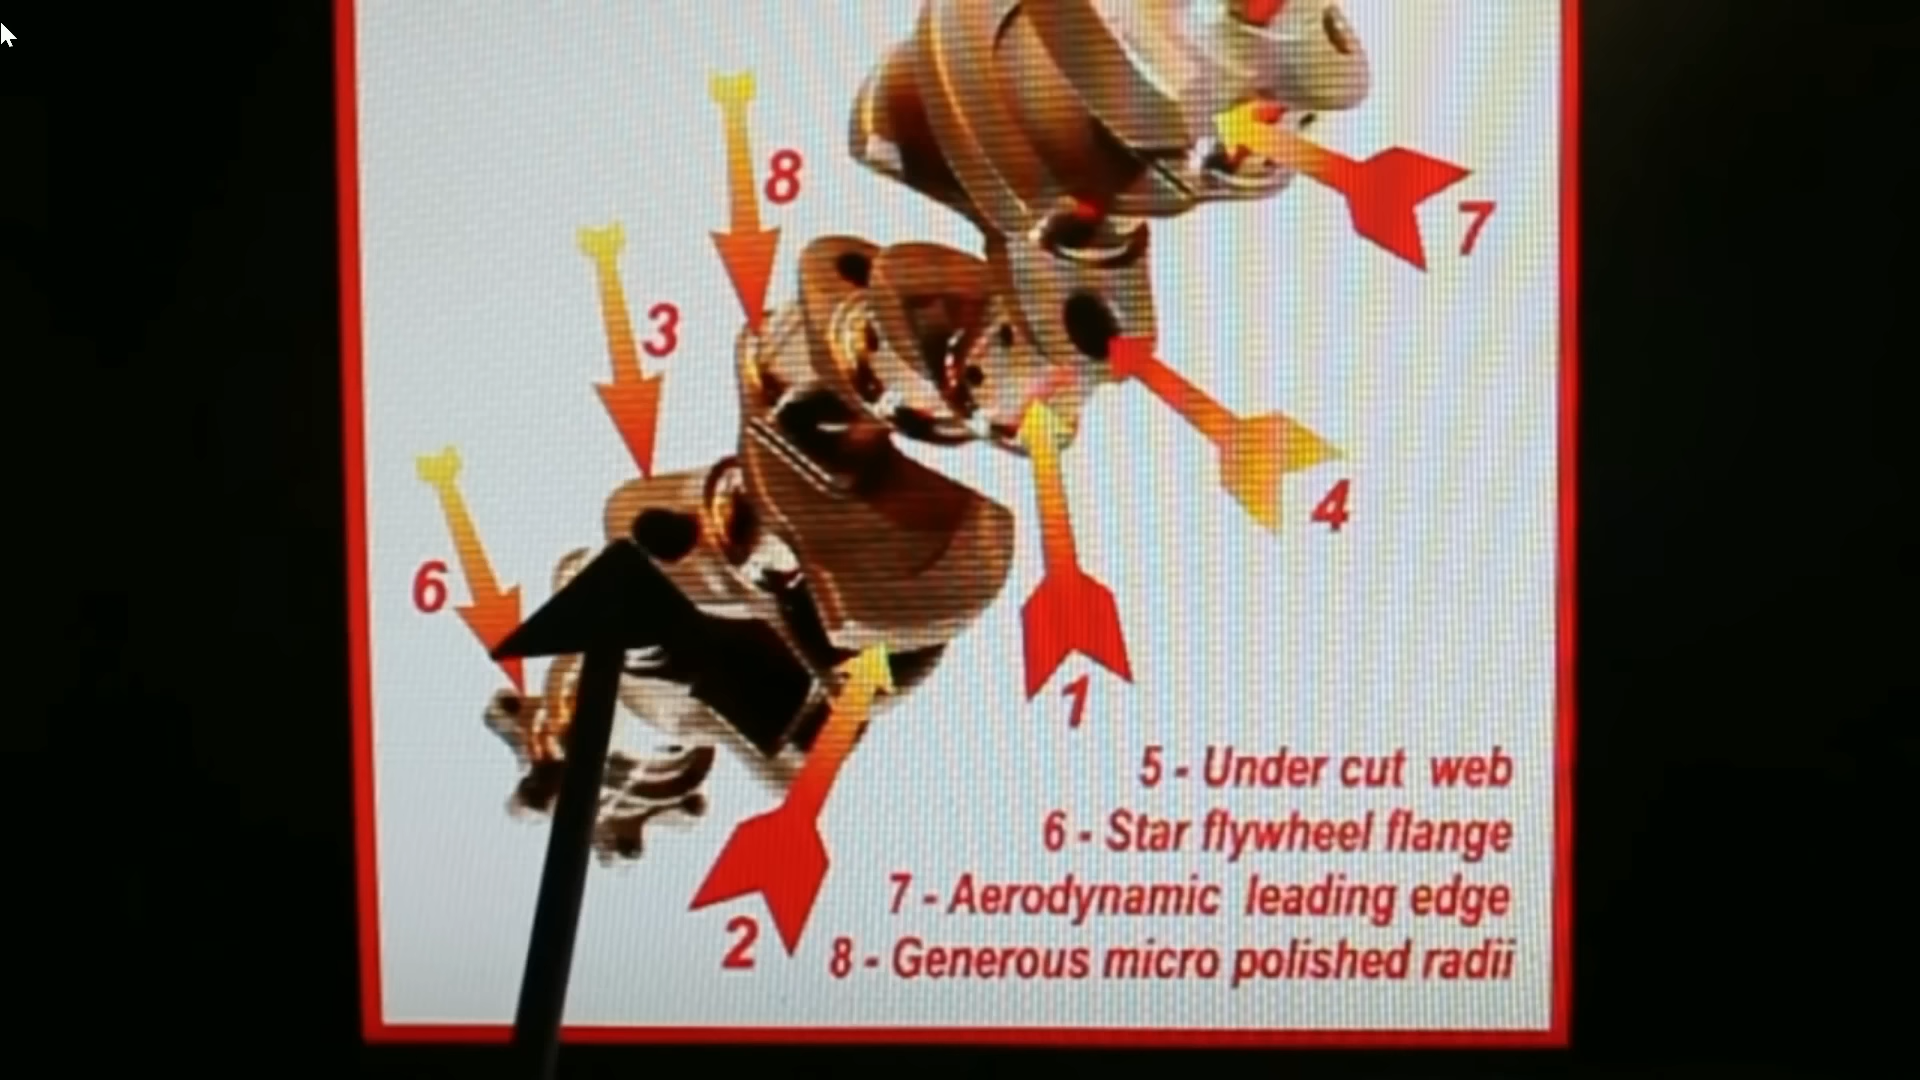 8
7
3
4
6
1
5 - Under cut web
6 - Star flywheel flange
7 - Aerodynamic leading edge
2
8 - Generous micro polished radii